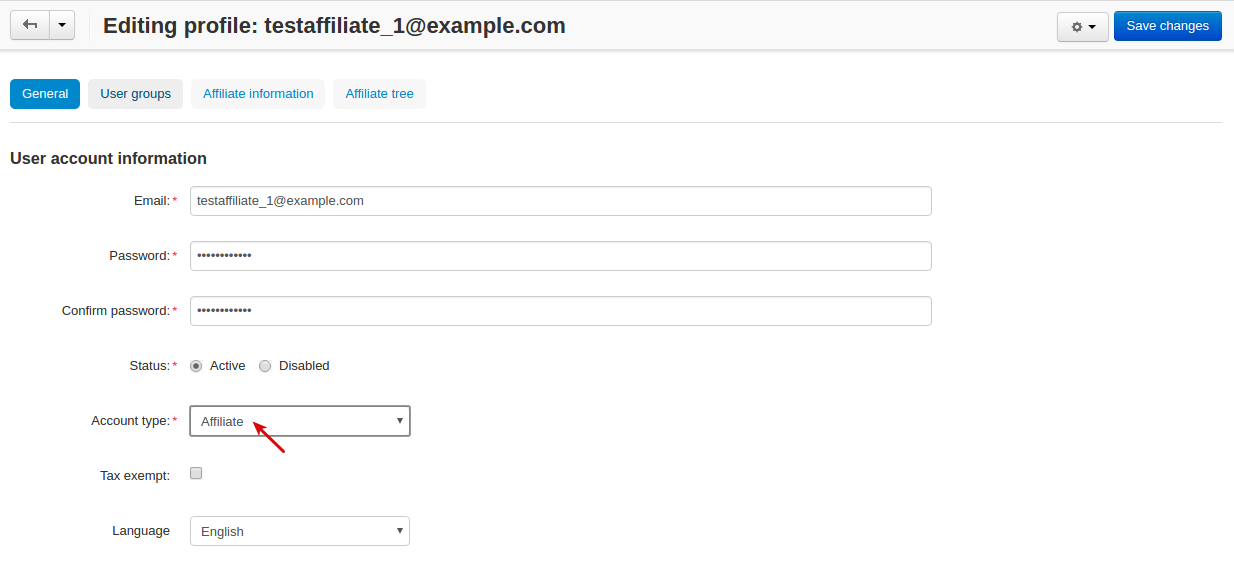 Editing profile: testaffiliate_1@example.com
Save changes
General User groups Affiliate information Affiliate tree
User account information
Email:* testaffiliate_1@example.com
Password:* ••••••••••••
Confirm password:* ••••••••••••
Status:* Active Disabled
Account type:* Affiliate
Tax exempt:
Language English